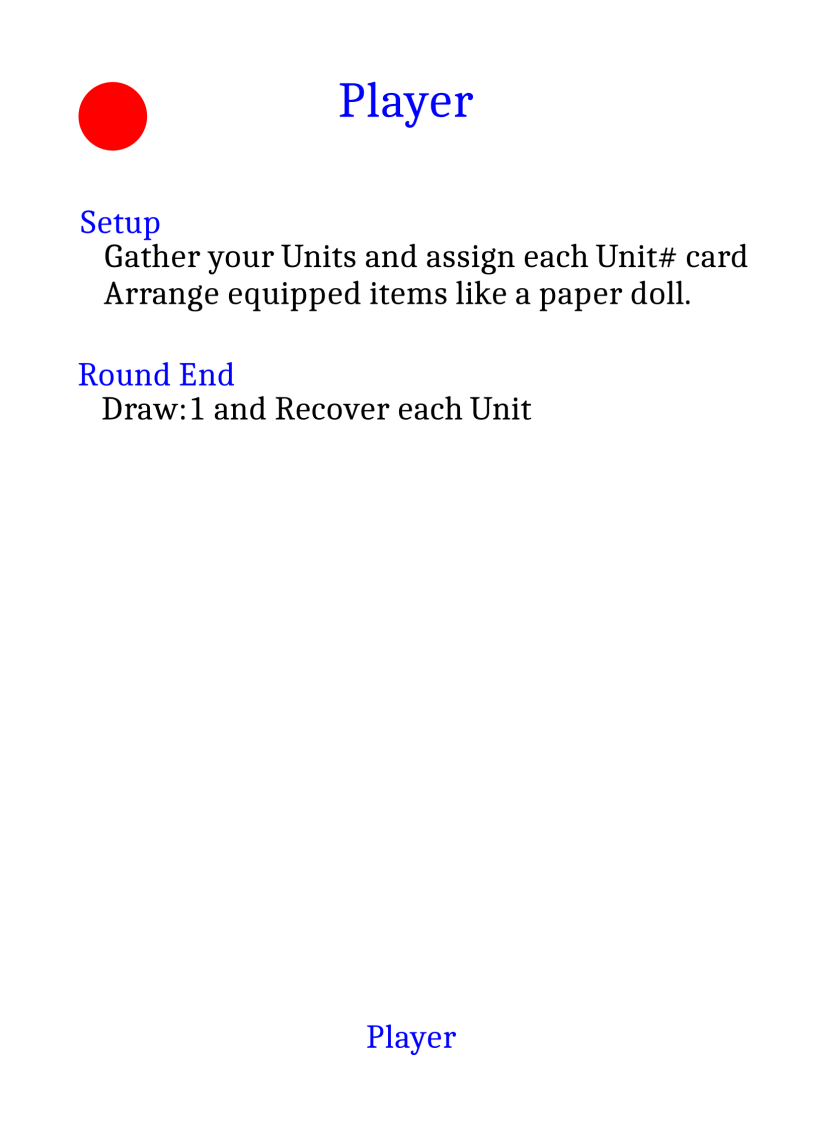 Player
Setup
Gather your Units and assign each Unit# card
Arrange equipped items like a paper doll.
Round End
Draw:1 and Recover each Unit
Player